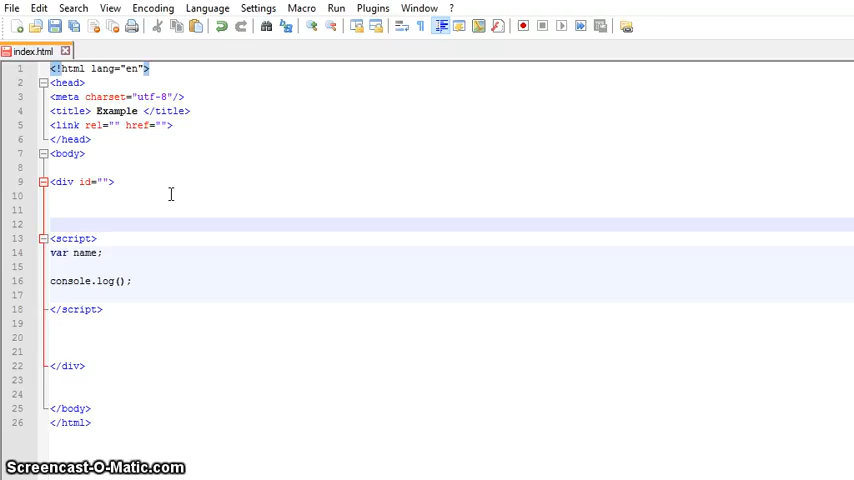 File Edit Search View Encoding Language Settings Macro Run Plugins Window ?
index.html
1 <!html lang="en">
2 <head>
3 <meta charset="utf-8"/>
4 <title> Example </title>
5 <link rel="" href="">
6 </head>
7 <body>
8
9 <div id="">
10
11
12
13 <script>
14 var name;
15
16 console.log();
17
18 </script>
19
20
21
22 </div>
23
24
25 </body>
26 </html>
Screencast-O-Matic.com